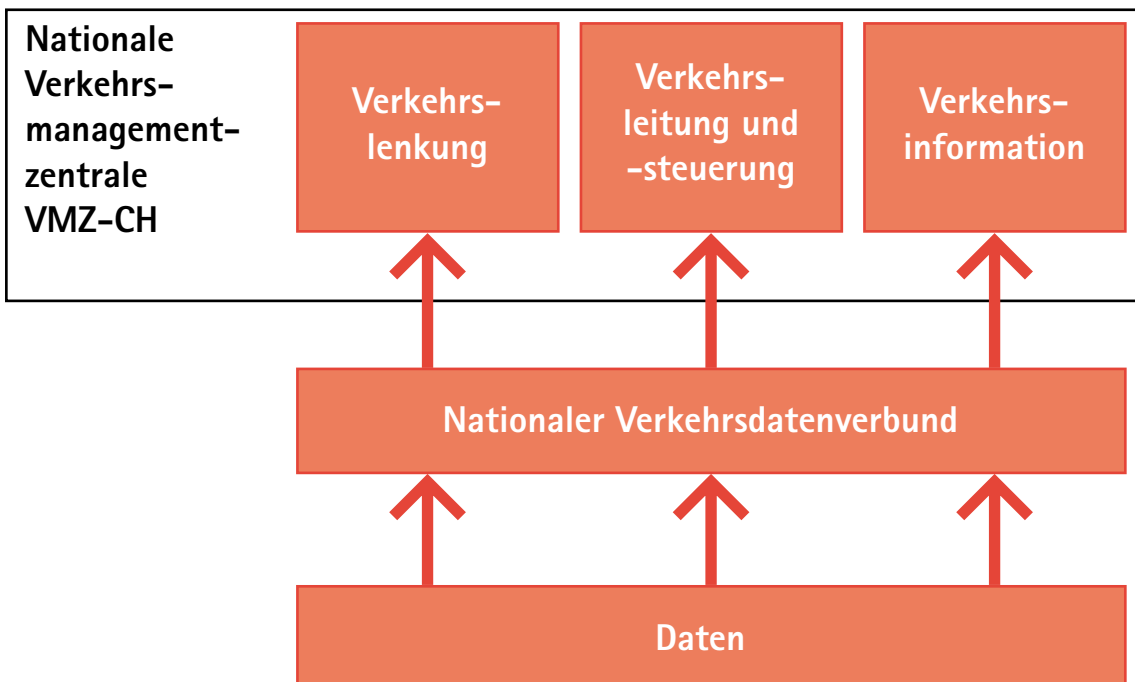 Nationale
Verkehrs-
management-
zentrale
VMZ-CH
Verkehrs-
lenkung
Verkehrs-
leitung und
-steuerung
Verkehrs-
information
Nationaler Verkehrsdatenverbund
Daten